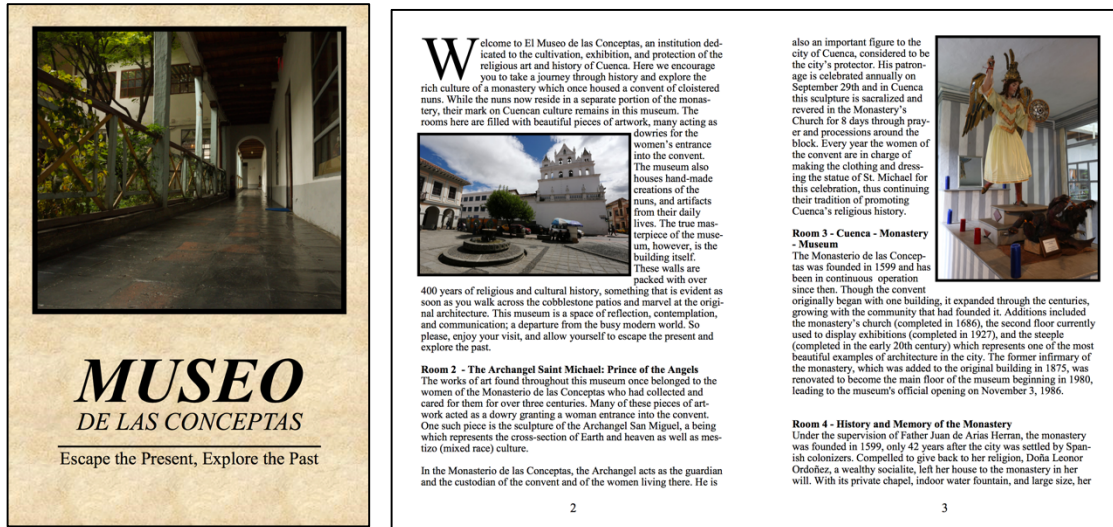 MUSEO
DE LAS CONCEPTAS
Escape the Present, Explore the Past
Welcome to El Museo de las Conceptas, an institution ded-
icated to the cultivation, exhibition, and protection of the
religious art and history of Cuenca. Here we encourage
you to take a journey through history and explore the
rich culture of a monastery which once housed a convent of cloistered
nuns. While the nuns now reside in a separate portion of the monas-
tery, their mark on Cuencan culture remains in this museum. The
rooms here are filled with beautiful pieces of artwork, many acting as
dowries for the
women's entrance
into the convent.
The museum also
houses hand-made
creations of the
nuns, and artifacts
from their daily
lives. The true mas-
terpiece of the muse-
um, however, is the
building itself.
These walls are
packed with over
400 years of religious and cultural history, something that is evident as
soon as you walk across the cobblestone patios and marvel at the origi-
nal architecture. This museum is a space of reflection, contemplation,
and communication; a departure from the busy modern world. So
please, enjoy your visit, and allow yourself to escape the present and
explore the past.
Room 2 - The Archangel Saint Michael: Prince of the Angels
The works of art found throughout this museum once belonged to the
women of the Monasterio de las Conceptas who had collected and
cared for them for over three centuries. Many of these pieces of art-
work acted as a dowry granting a woman entrance into the convent.
One such piece is the sculpture of the Archangel San Miguel, a being
which represents the cross-section of Earth and heaven as well as mes-
tizo (mixed race) culture.
In the Monasterio de las Conceptas, the Archangel acts as the guardian
and the custodian of the convent and of the women living there. He is
2
also an important figure to the
city of Cuenca, considered to be
the city's protector. His patron-
age is celebrated annually on
September 29th and in Cuenca
this sculpture is sacralized and
revered in the Monastery's
Church for 8 days through pray-
er and processions around the
block. Every year the women of
the convent are in charge of
making the clothing and dress-
ing the statue of St. Michael for
this celebration, thus continuing
their tradition of promoting
Cuenca's religious history.
Room 3 - Cuenca - Monastery
- Museum
The Monasterio de las Concep-
tas was founded in 1599 and has
been in continuous operation
since then. Though the convent
originally began with one building, it expanded through the centuries,
growing with the community that had founded it. Additions included
the monastery's church (completed in 1686), the second floor currently
used to display exhibitions (completed in 1927), and the steeple
(completed in the early 20th century) which represents one of the most
beautiful examples of architecture in the city. The former infirmary of
the monastery, which was added to the original building in 1875, was
renovated to become the main floor of the museum beginning in 1980,
leading to the museum's official opening on November 3, 1986.
Room 4 - History and Memory of the Monastery
Under the supervision of Father Juan de Arias Herran, the monastery
was founded in 1599, only 42 years after the city was settled by Span-
ish colonizers. Compelled to give back to her religion, Doña Leonor
Ordoñez, a wealthy socialite, left her house to the monastery in her
will. With its private chapel, indoor water fountain, and large size, her
3